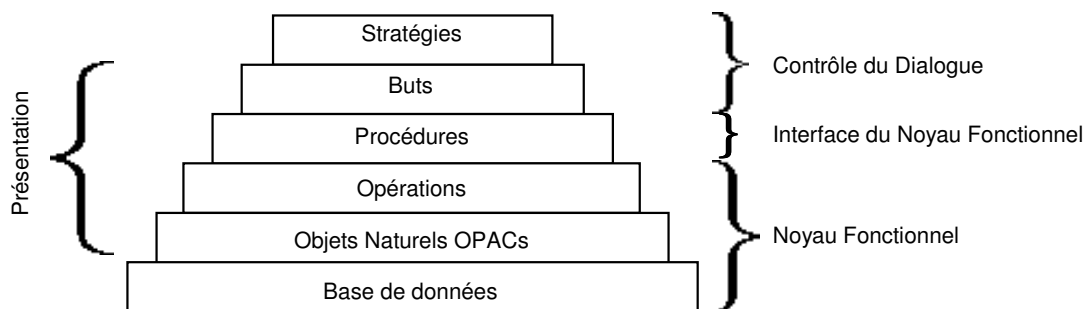 Stratégies
Buts
Procédures
Opérations
Objets Naturels OPACs
Base de données
Présentation
Contrôle du Dialogue
Interface du Noyau Fonctionnel
Noyau Fonctionnel